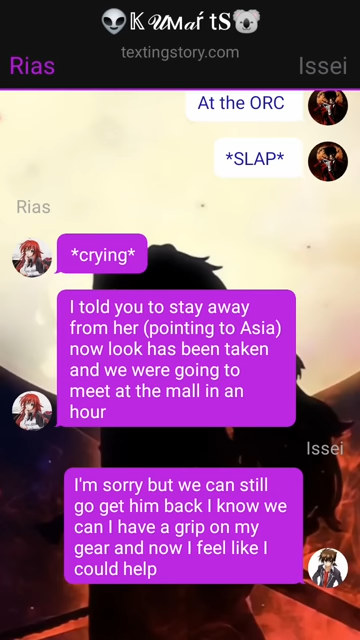 👽𝕂𝓤𝓶𝓪ŕ𝕥𝕊🐨
textingstory.com
Rias Issei
At the ORC
*SLAP*
Rias
*crying*
I told you to stay away
from her (pointing to Asia)
now look has been taken
and we were going to
meet at the mall in an
hour
Issei
I'm sorry but we can still
go get him back I know we
can I have a grip on my
gear and now I feel like I
could help